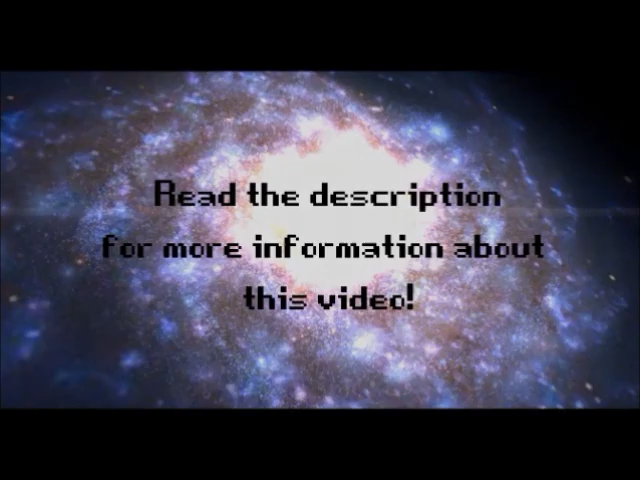 Read the description
for more information about
this video!